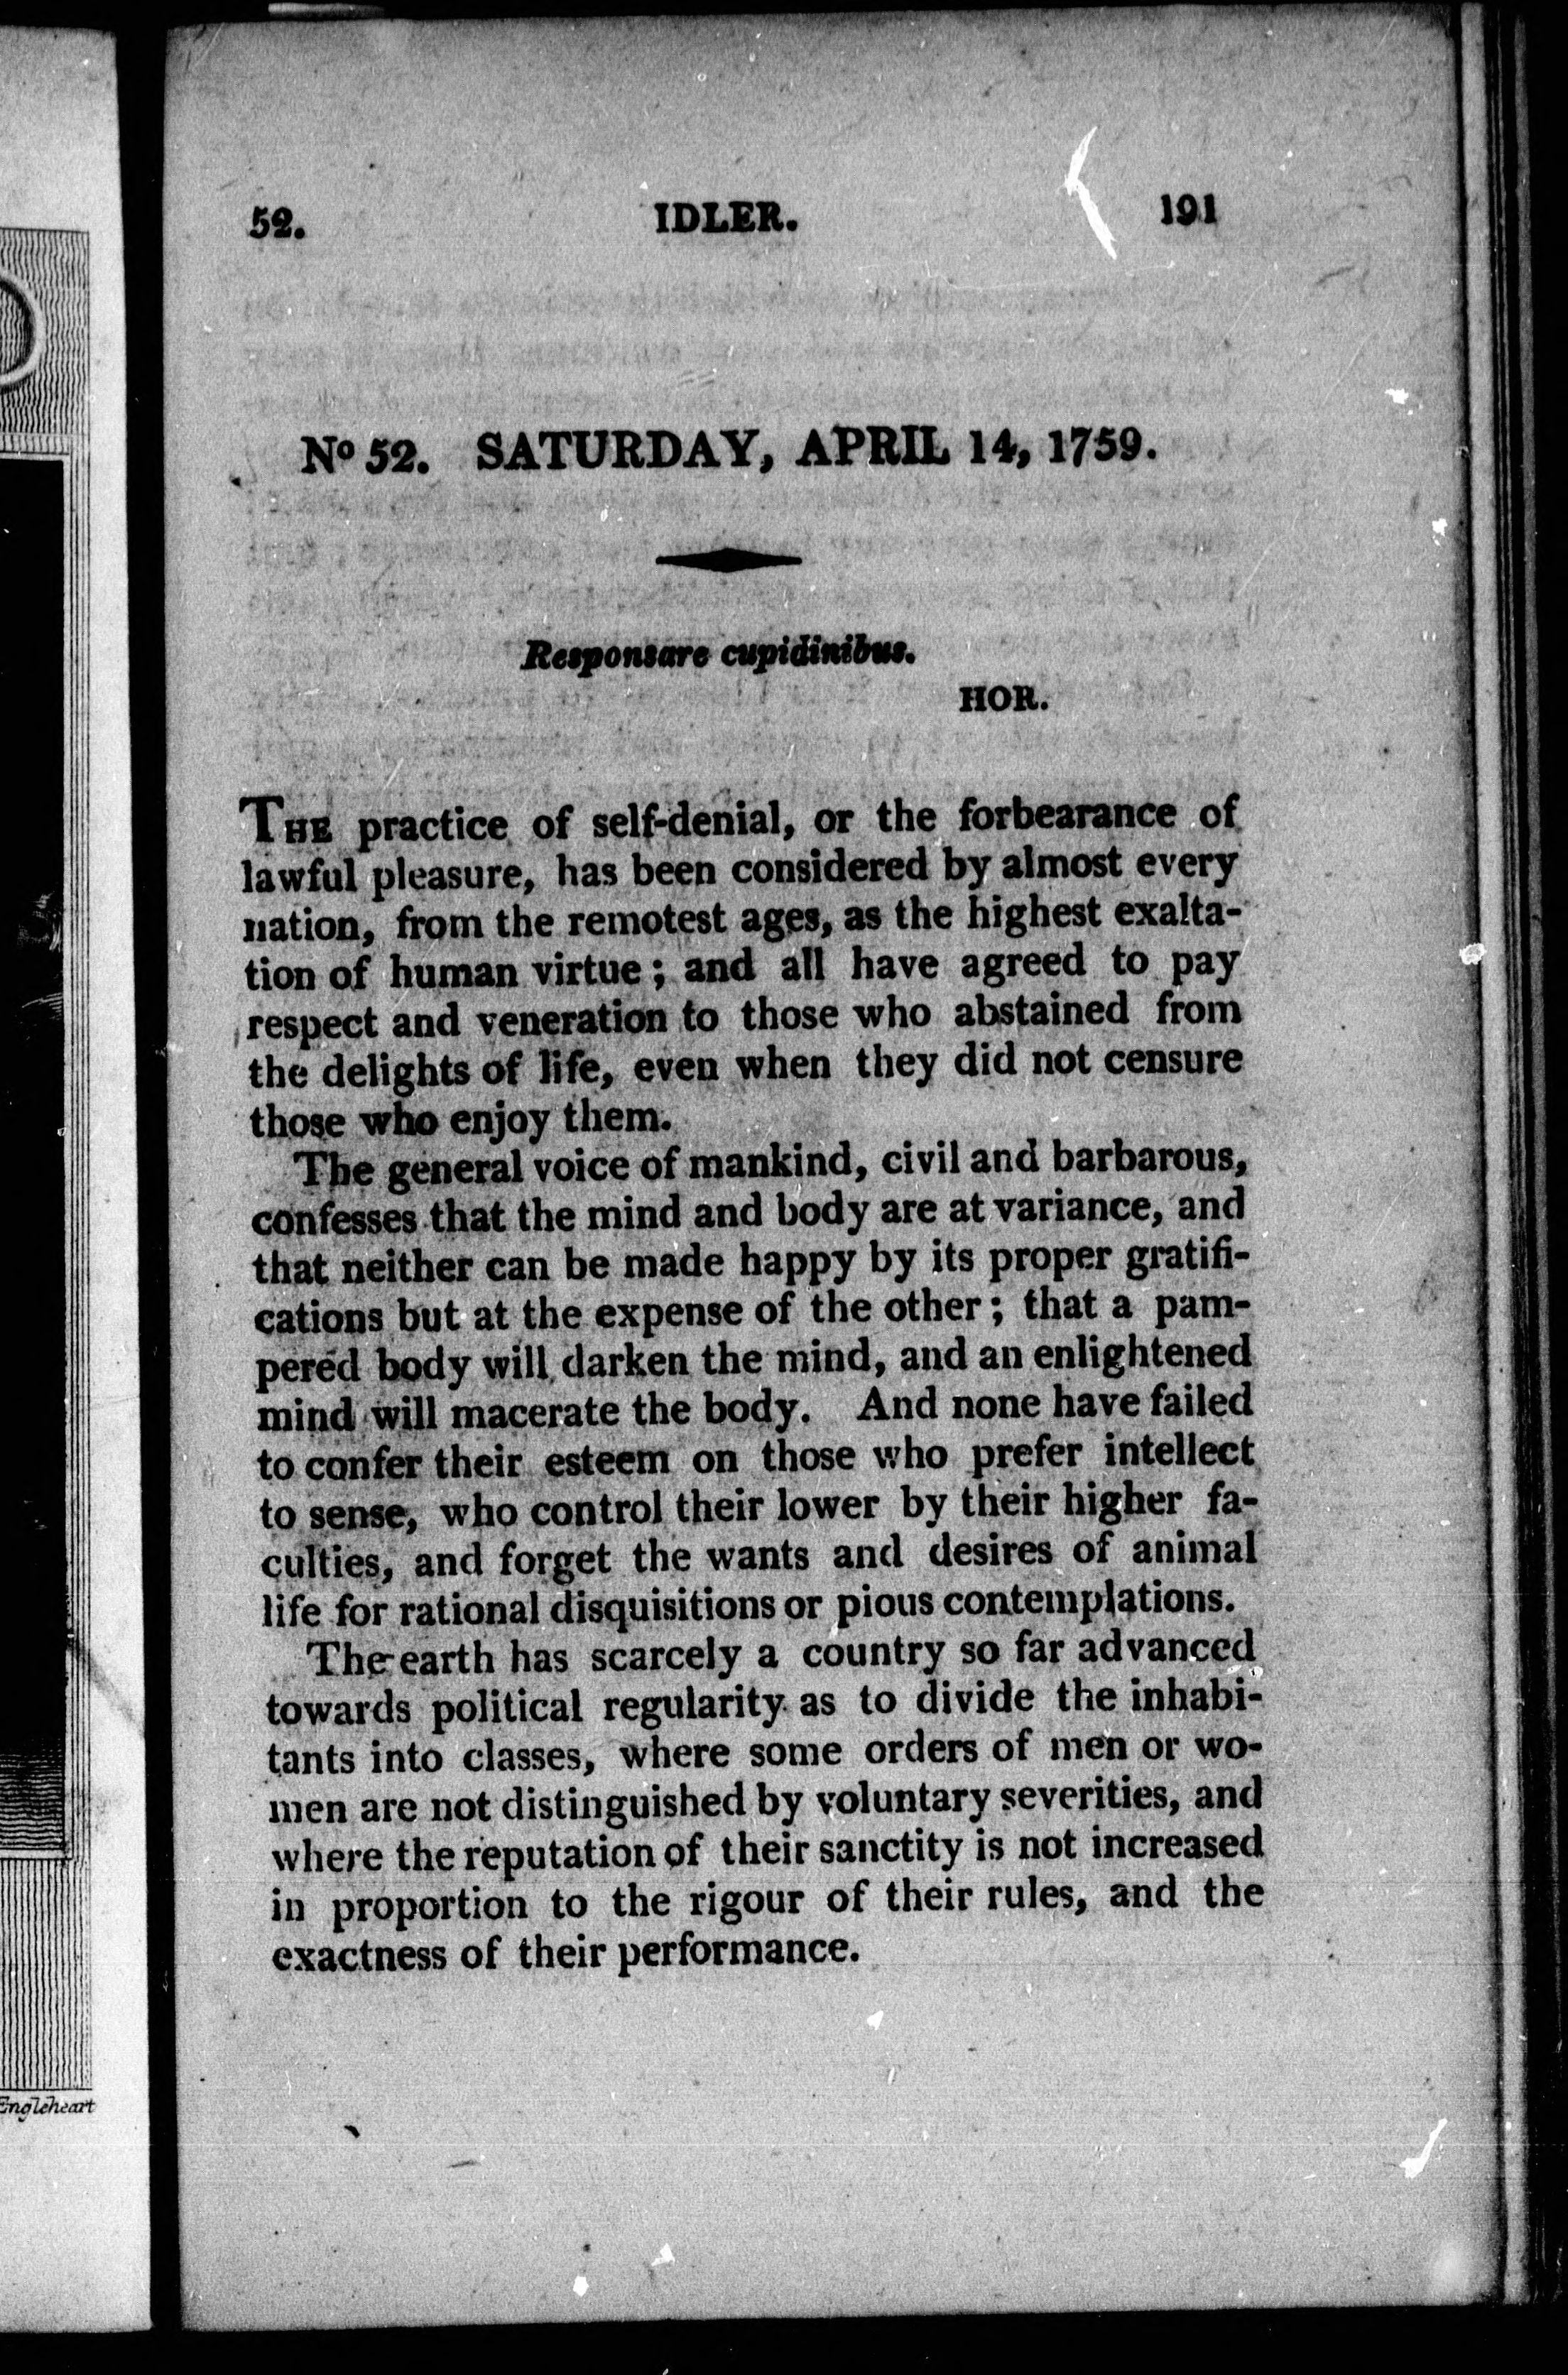 52. IDLER. 191
No 52. SATURDAY, APRIL 14, 1759.
Responsare cupidinibus.
HOR.
THE practice of self-denial, or the forbearance of
lawful pleasure, has been considered by almost every
nation, from the remotest ages, as the highest exalta-
tion of human virtue; and all have agreed to pay
respect and veneration to those who abstained from
the delights of life, even when they did not censure
those who enjoy them.
The general voice of mankind, civil and barbarous,
confesses that the mind and body are at variance, and
that neither can be made happy by its proper gratifi-
cations but at the expense of the other; that a pam-
pered body will darken the mind, and an enlightened
mind will macerate the body. And none have failed
to confer their esteem on those who prefer intellect
to sense, who control their lower by their higher fa-
culties, and forget the wants and desires of animal
life for rational disquisitions or pious contemplations.
The earth has scarcely a country so far advanced
towards political regularity as to divide the inhabi-
tants into classes, where some orders of men or wo-
men are not distinguished by voluntary severities, and
where the reputation of their sanctity is not increased
in proportion to the rigour of their rules, and the
exactness of their performance.
Engleheart